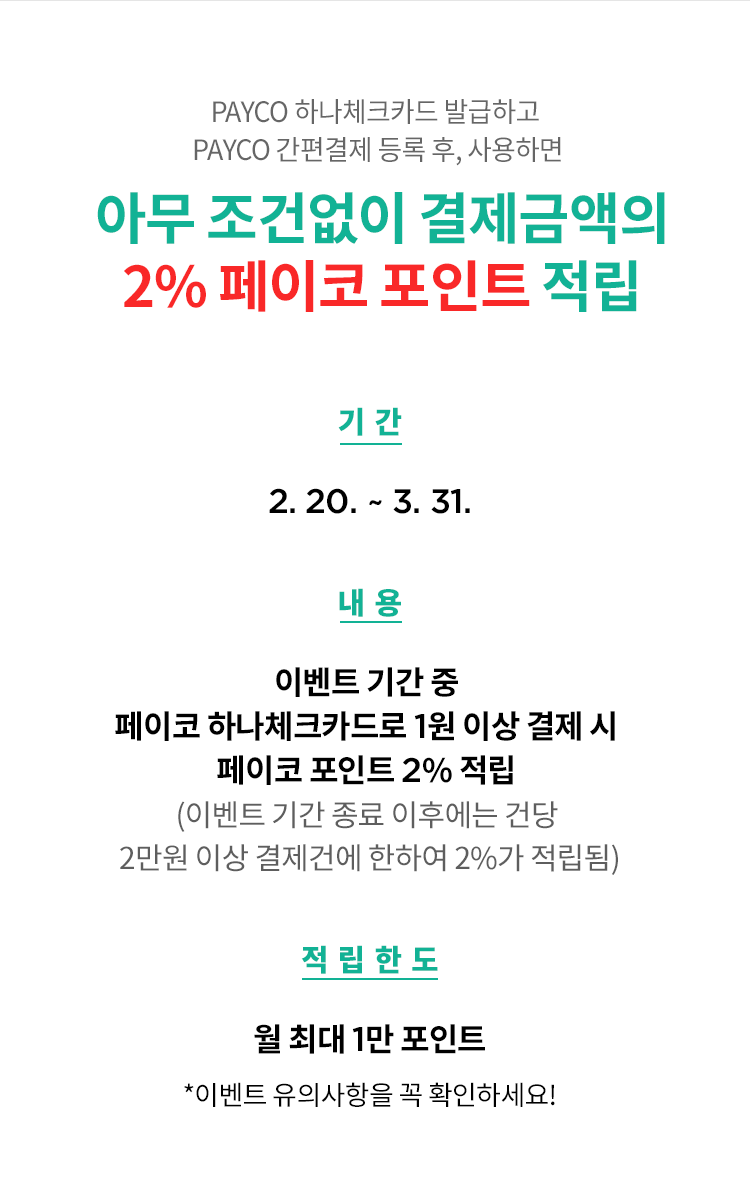 PAYCO 하나체크카드 발급하고
PAYCO 간편결제 등록 후, 사용하면
아무 조건없이 결제금액의
2% 페이코 포인트 적립
기 간
2. 20. ~ 3. 31.
내 용
이벤트 기간 중
페이코 하나체크카드로 1원 이상 결제 시
페이코 포인트 2% 적립
(이벤트 기간 종료 이후에는 건당
2만원 이상 결제건에 한하여 2%가 적립됨)
적 립 한 도
월 최대 1만 포인트
*이벤트 유의사항을 꼭 확인하세요!